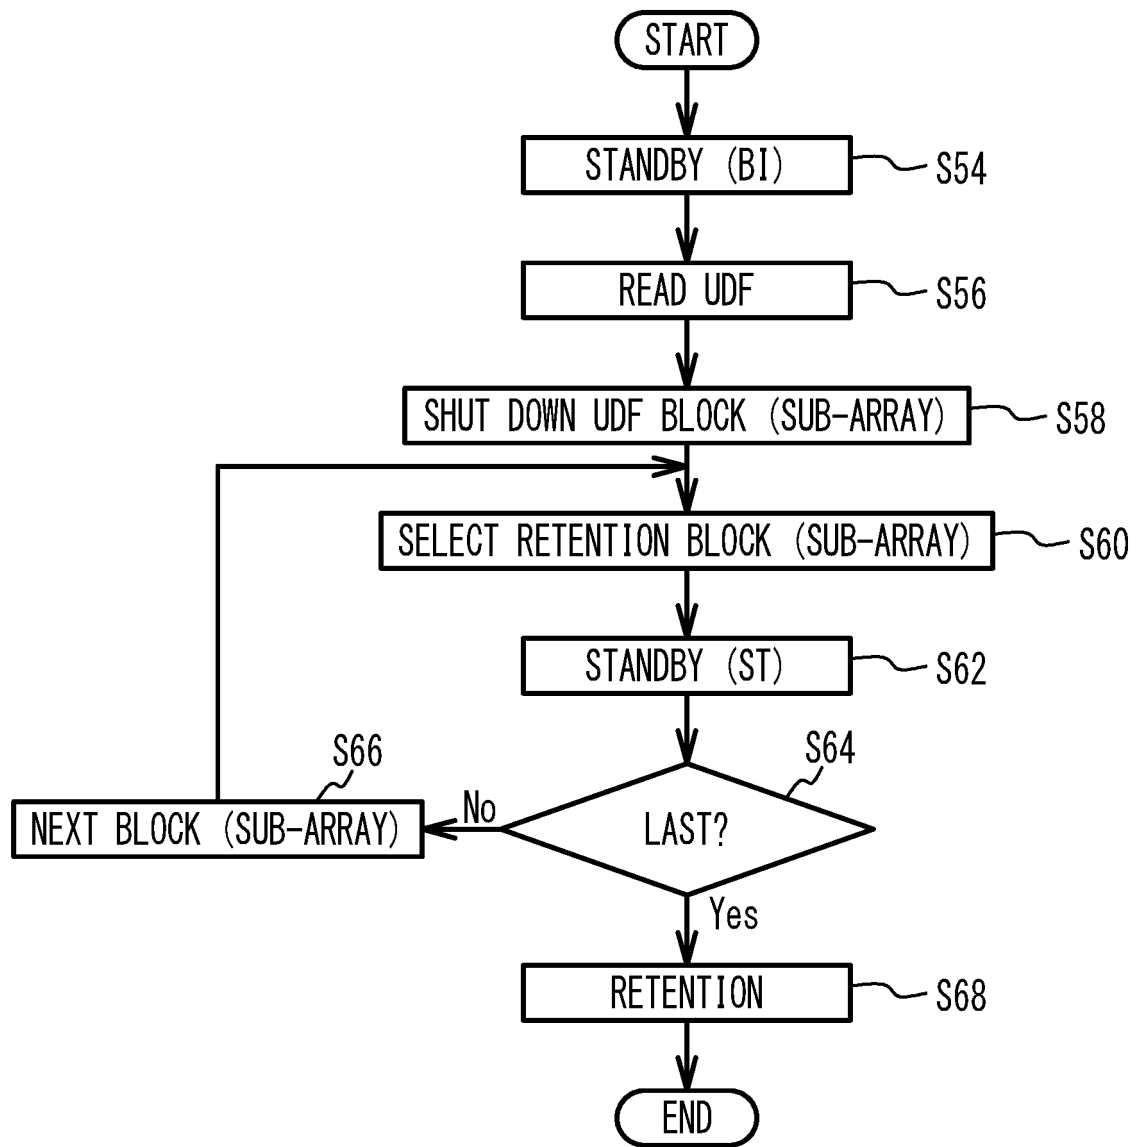 START
STANDBY (BI)
S54
READ UDF
S56
SHUT DOWN UDF BLOCK (SUB-ARRAY)
S58
SELECT RETENTION BLOCK (SUB-ARRAY)
S60
STANDBY (ST)
S62
S64
LAST?
No
S66
NEXT BLOCK (SUB-ARRAY)
Yes
RETENTION
S68
END